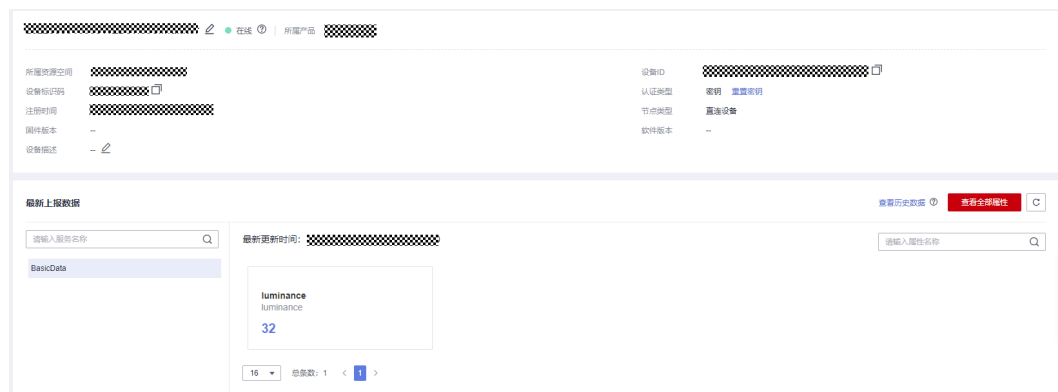 在线 所属产品
所属资源空间
设备ID
设备标识码
认证类型 密钥 重置密钥
注册时间
节点类型 直连设备
固件版本 --
软件版本 --
设备描述 --
最新上报数据
查看历史数据 查看全部属性
请输入服务名称
最新更新时间：
请输入属性名称
BasicData
luminance
luminance
32
16 总条数：1 < 1 >